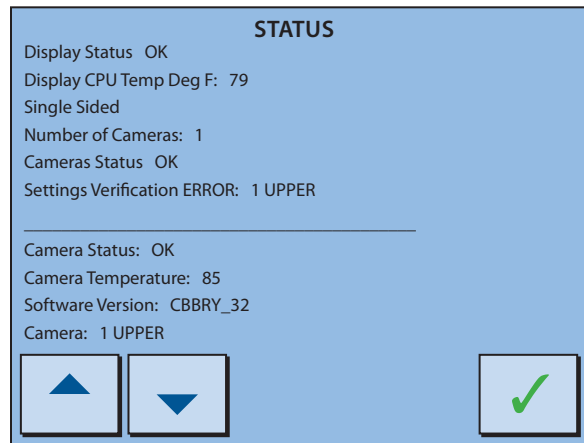 STATUS
Display Status OK
Display CPU Temp Deg F: 79
Single Sided
Number of Cameras: 1
Cameras Status OK
Settings Verification ERROR: 1 UPPER
Camera Status: OK
Camera Temperature: 85
Software Version: CBBRY_32
Camera: 1 UPPER